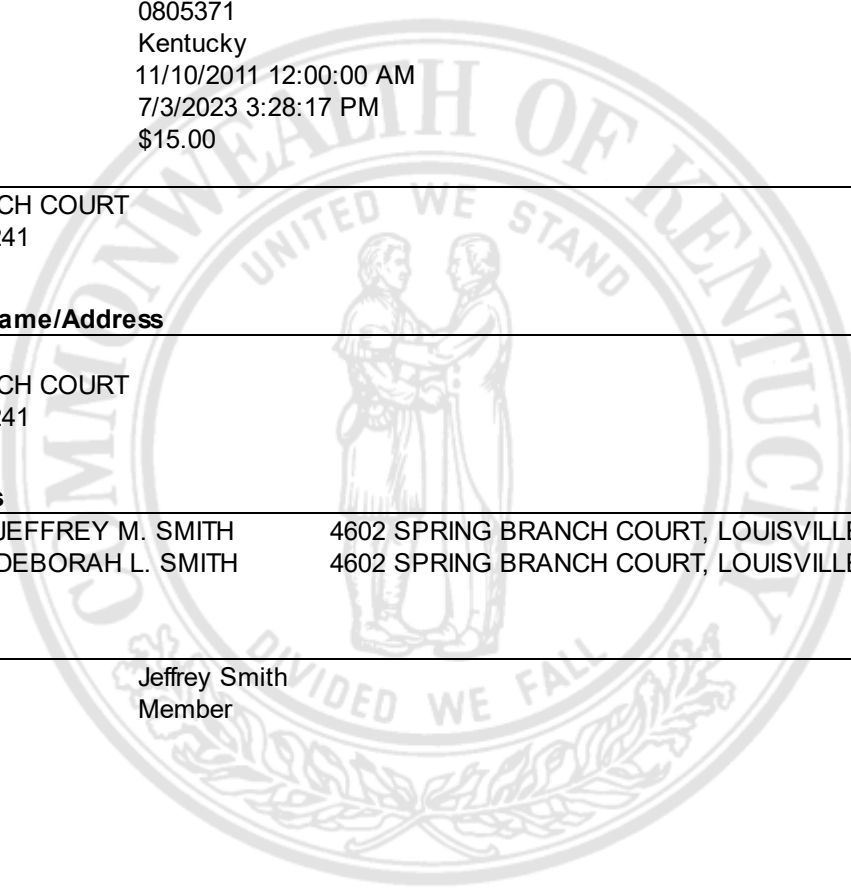 0805371
Kentucky
11/10/2011 12:00:00 AM
7/3/2023 3:28:17 PM
$15.00
CH COURT
241
ame/Address
CH COURT
241
s
JEFFREY M. SMITH 4602 SPRING BRANCH COURT, LOUISVILLE
DEBORAH L. SMITH 4602 SPRING BRANCH COURT, LOUISVILLE
Jeffrey Smith
Member
COMMONWEALTH OF KENTUCKY
UNITED WE STAND
DIVIDED WE FALL